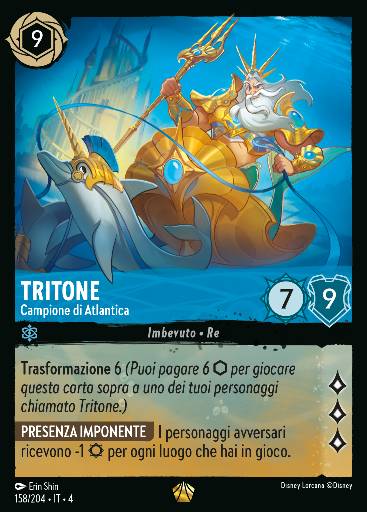 9
TRITONE
Campione di Atlantica
7
9
Imbevuto • Re
Trasformazione 6 (Puoi pagare 6 per giocare
questa carta sopra a uno dei tuoi personaggi
chiamato Tritone.)
PRESENZA IMPONENTE I personaggi avversari
ricevono -1 per ogni luogo che hai in gioco.
Erin Shin
Disney Lorcana ©Disney
158/204 • IT • 4